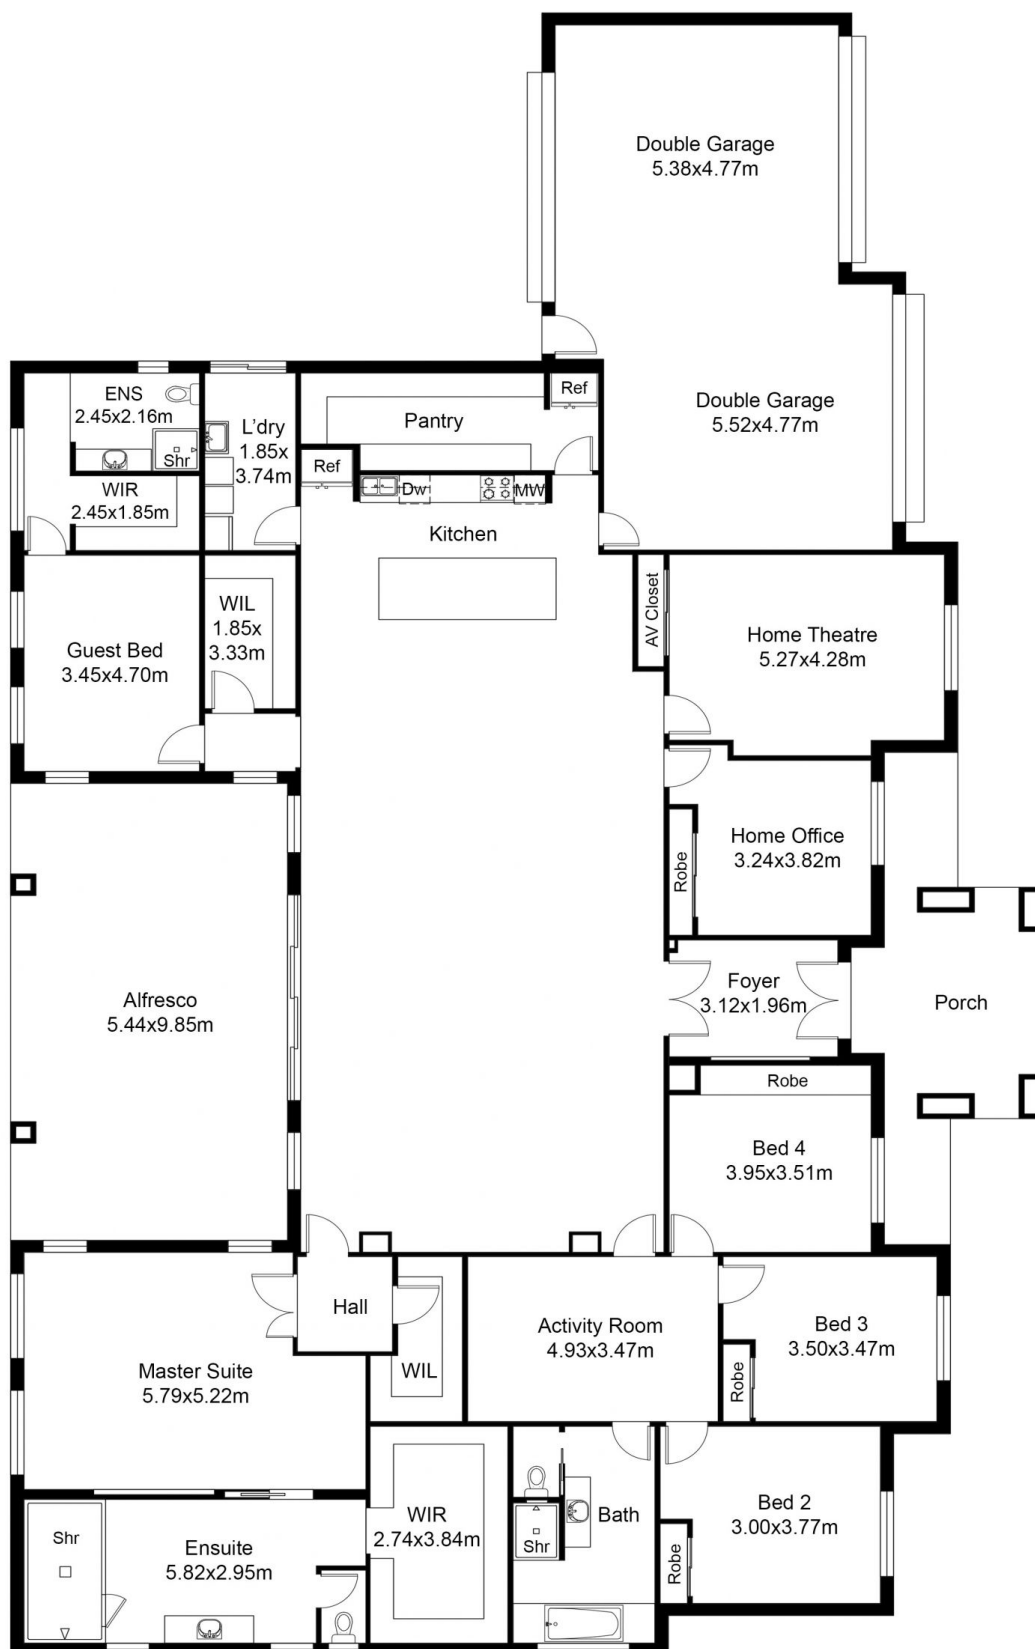 Double Garage
5.38x4.77m
Double Garage
5.52x4.77m
ENS
2.45x2.16m
Shr
WIR
2.45x1.85m
L'dry
1.85x
3.74m
Pantry
Ref
Ref
Dw
MW
Kitchen
WIL
1.85x
3.33m
Guest Bed
3.45x4.70m
AV Closet
Home Theatre
5.27x4.28m
Home Office
3.24x3.82m
Robe
Foyer
3.12x1.96m
Porch
Alfresco
5.44x9.85m
Robe
Bed 4
3.95x3.51m
Hall
WIL
Activity Room
4.93x3.47m
Bed 3
3.50x3.47m
Robe
Master Suite
5.79x5.22m
Shr
Ensuite
5.82x2.95m
WIR
2.74x3.84m
Bath
Shr
Bed 2
3.00x3.77m
Robe